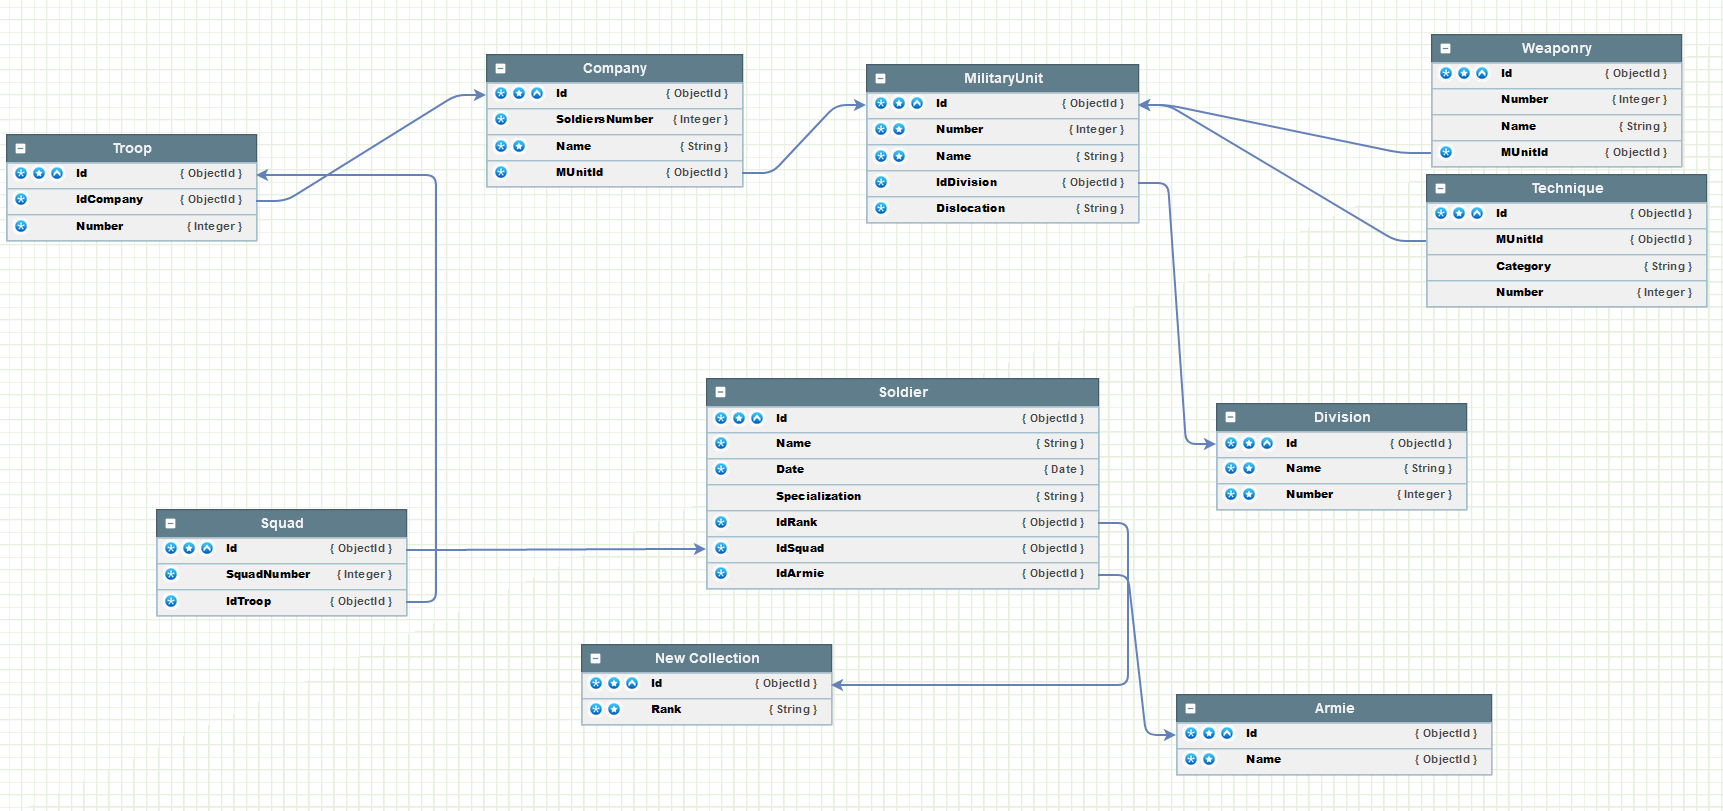 Troop
Id { ObjectId }
IdCompany { ObjectId }
Number { Integer }
Company
Id { ObjectId }
SoldiersNumber { Integer }
Name { String }
MUnitId { ObjectId }
MilitaryUnit
Id { ObjectId }
Number { Integer }
Name { String }
IdDivision { ObjectId }
Dislocation { String }
Weaponry
Id { ObjectId }
Number { Integer }
Name { String }
MUnitId { ObjectId }
Technique
Id { ObjectId }
MUnitId { ObjectId }
Category { String }
Number { Integer }
Soldier
Id { ObjectId }
Name { String }
Date { Date }
Specialization { String }
IdRank { ObjectId }
IdSquad { ObjectId }
IdArmie { ObjectId }
Division
Id { ObjectId }
Name { String }
Number { Integer }
Squad
Id { ObjectId }
SquadNumber { Integer }
IdTroop { ObjectId }
New Collection
Id { ObjectId }
Rank { String }
Armie
Id { ObjectId }
Name { ObjectId }